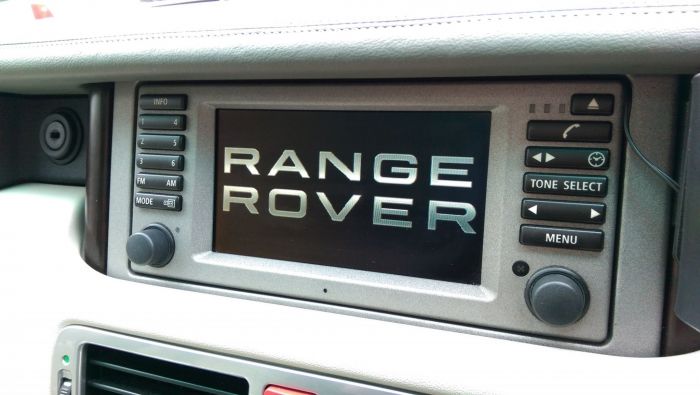 INFO
1 4
2 5
3 6
FM AM
MODE
RANGE
ROVER
TONE SELECT
MENU